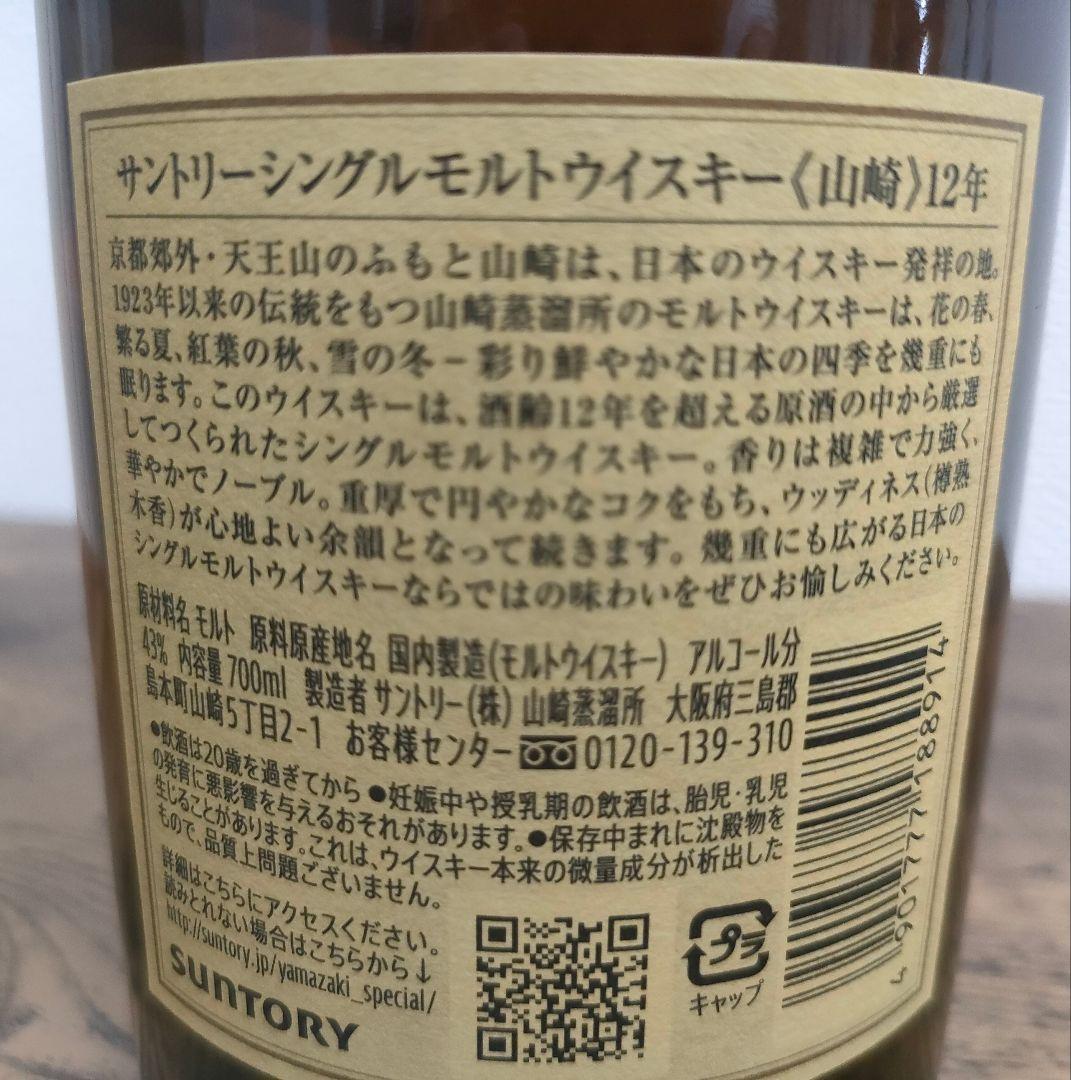 サントリーシングルモルトウイスキー《山崎》12年
京都郊外・天王山のふもと山崎は、日本のウイスキー発祥の地。
1923年以来の伝統をもつ山崎蒸溜所のモルトウイスキーは、花の春、
繁る夏、紅葉の秋、雪の冬－彩り鮮やかな日本の四季を幾重にも
眠ります。このウイスキーは、酒齢12年を超える原酒の中から厳選
してつくられたシングルモルトウイスキー。香りは複雑で力強く、
華やかでノーブル。重厚で円やかなコクをもち、ウッディネス(樽熟
木香)が心地よい余韻となって続きます。幾重にも広がる日本の
シングルモルトウイスキーならではの味わいをぜひお愉しみください。
原材料名 モルト 原料原産地名 国内製造(モルトウイスキー) アルコール分
43% 内容量 700ml 製造者 サントリー(株) 山崎蒸溜所 大阪府三島郡
島本町山崎5丁目2-1 お客様センター 0120-139-310
●飲酒は20歳を過ぎてから ●妊娠中や授乳期の飲酒は、胎児・乳児
の発育に悪影響を与えるおそれがあります。●保存中まれに沈殿物を
生じることがあります。これは、ウイスキー本来の微量成分が析出した
もので、品質上問題ございません。
詳細はこちらにアクセスください。
読みとれない場合はこちらから↓
http://suntory.jp/yamazaki_special/
SUNTORY
プラ
キャップ
4 901777 188914